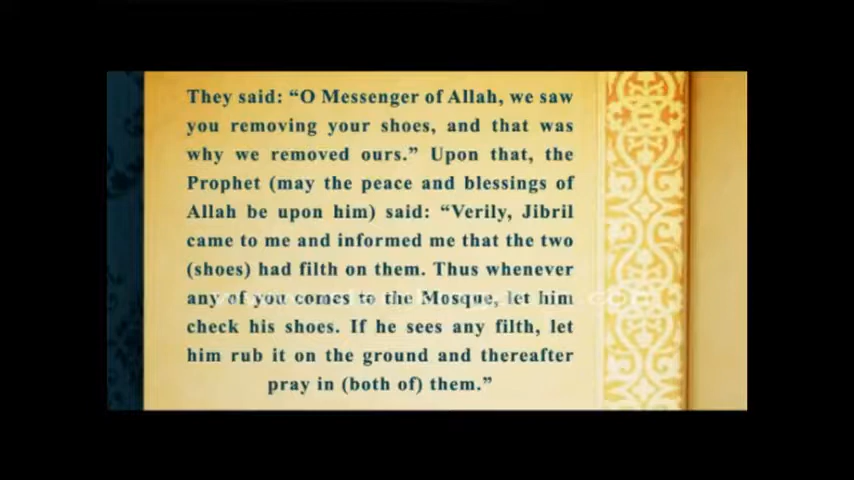 They said: “O Messenger of Allah, we saw
you removing your shoes, and that was
why we removed ours.” Upon that, the
Prophet (may the peace and blessings of
Allah be upon him) said: “Verily, Jibril
came to me and informed me that the two
(shoes) had filth on them. Thus whenever
any of you comes to the Mosque, let him
check his shoes. If he sees any filth, let
him rub it on the ground and thereafter
pray in (both of) them.”